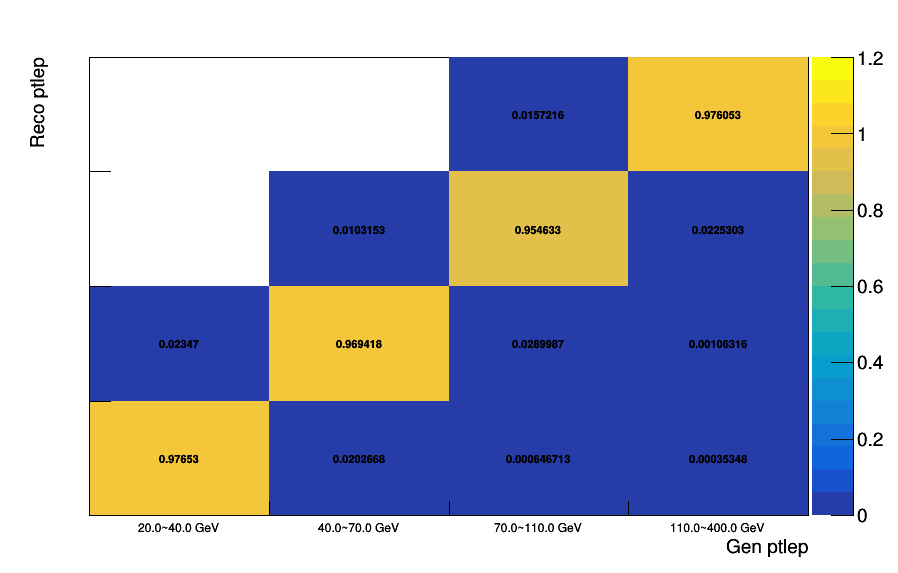 Reco ptlep
1.2
0.0157216 0.976053
1
0.0103153 0.954633 0.0225303
0.8
0.6
0.02347 0.969418 0.0289987 0.00106316
0.4
0.97653 0.0202668 0.000646713 0.00035348
0.2
0
20.0~40.0 GeV 40.0~70.0 GeV 70.0~110.0 GeV 110.0~400.0 GeV
Gen ptlep